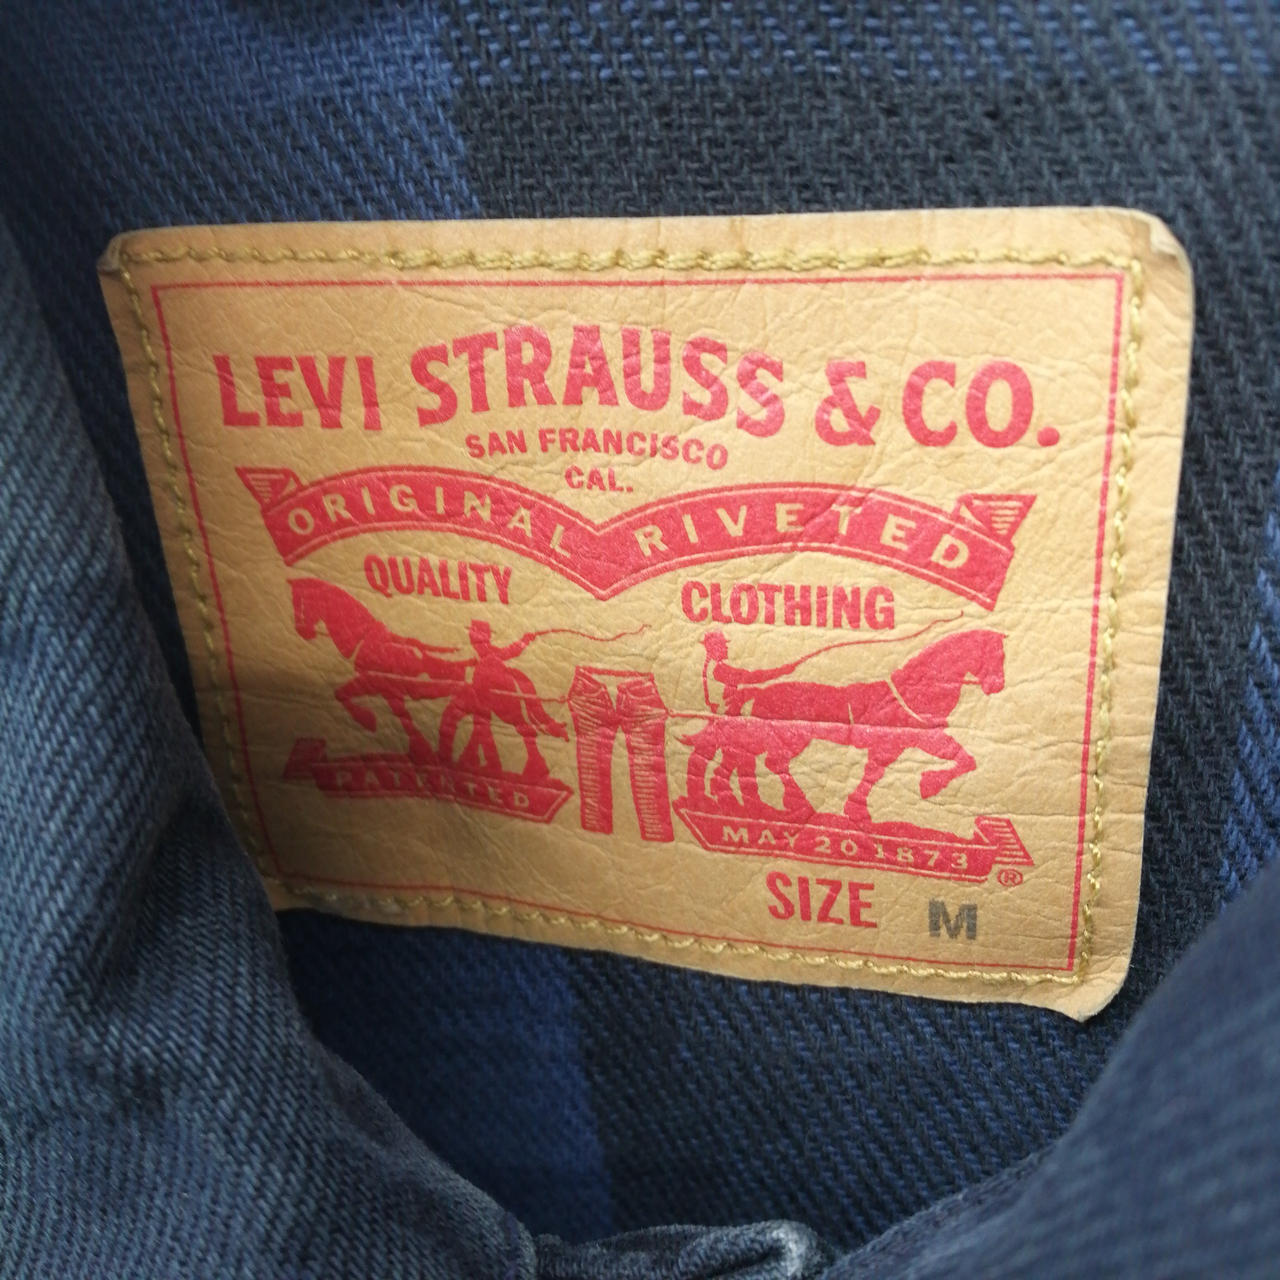 LEVI STRAUSS & CO.
SAN FRANCISCO
CAL.
ORIGINAL RIVETED
QUALITY CLOTHING
PATENTED
MAY 20 1873
®
SIZE M